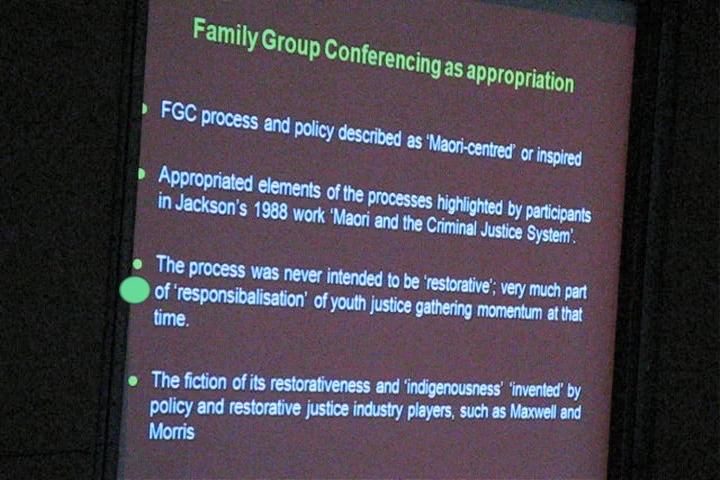 Family Group Conferencing as appropriation
FGC process and policy described as 'Maori-centred' or inspired
Appropriated elements of the processes highlighted by participants
in Jackson's 1988 work 'Maori and the Criminal Justice System'.
The process was never intended to be 'restorative'; very much part
of 'responsibalisation' of youth justice gathering momentum at that
time.
The fiction of its restorativeness and 'indigenousness' 'invented' by
policy and restorative justice industry players, such as Maxwell and
Morris